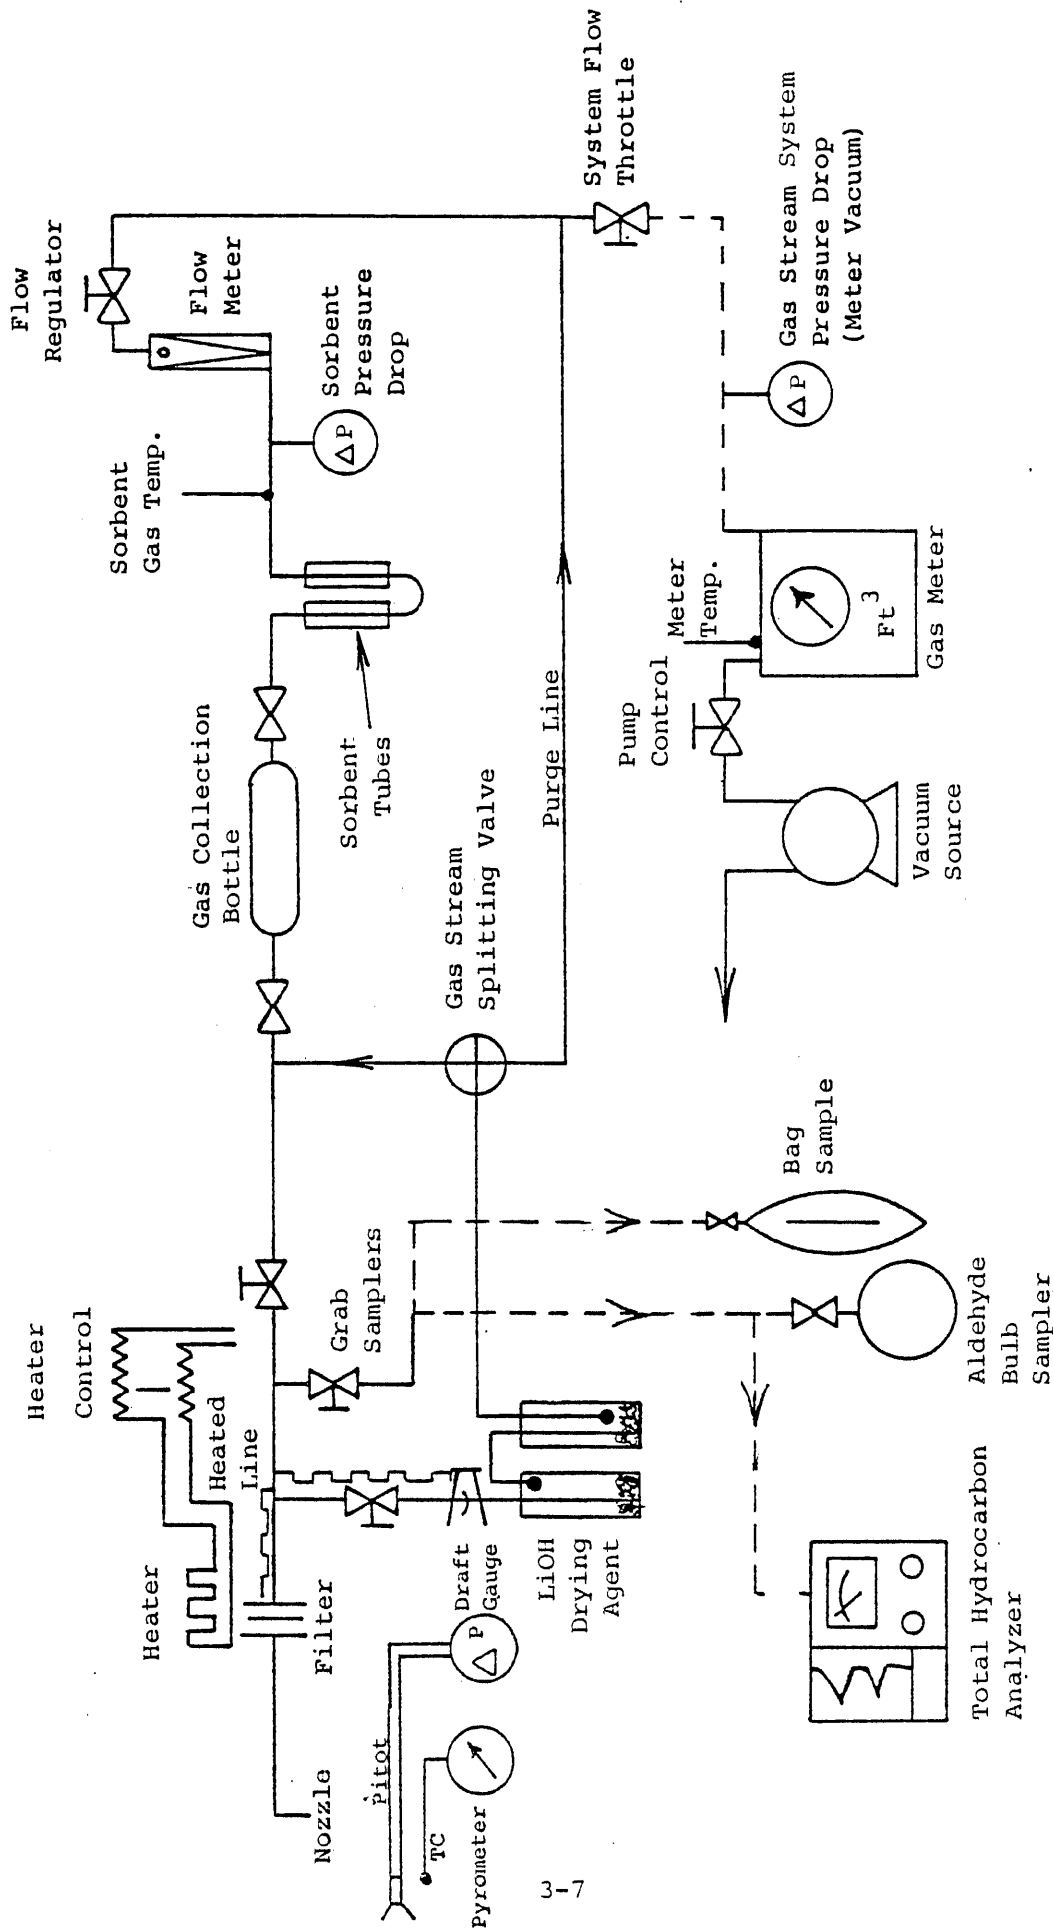 Nozzle
Pitot
TC
Pyrometer
Δ P
Draft
Gauge
Filter
Heater
Heated
Line
Heater
Control
LiOH
Drying
Agent
Grab
Samplers
Total Hydrocarbon
Analyzer
Aldehyde
Bulb
Sampler
Bag
Sample
Gas Stream
Splitting Valve
Gas Collection
Bottle
Sorbent
Tubes
Sorbent
Gas Temp.
Δ P
Sorbent
Pressure
Drop
Flow
Meter
Flow
Regulator
Purge Line
System Flow
Throttle
Δ P
Gas Stream System
Pressure Drop
(Meter Vacuum)
Meter
Temp.
Ft³
Gas Meter
Pump
Control
Vacuum
Source
3-7